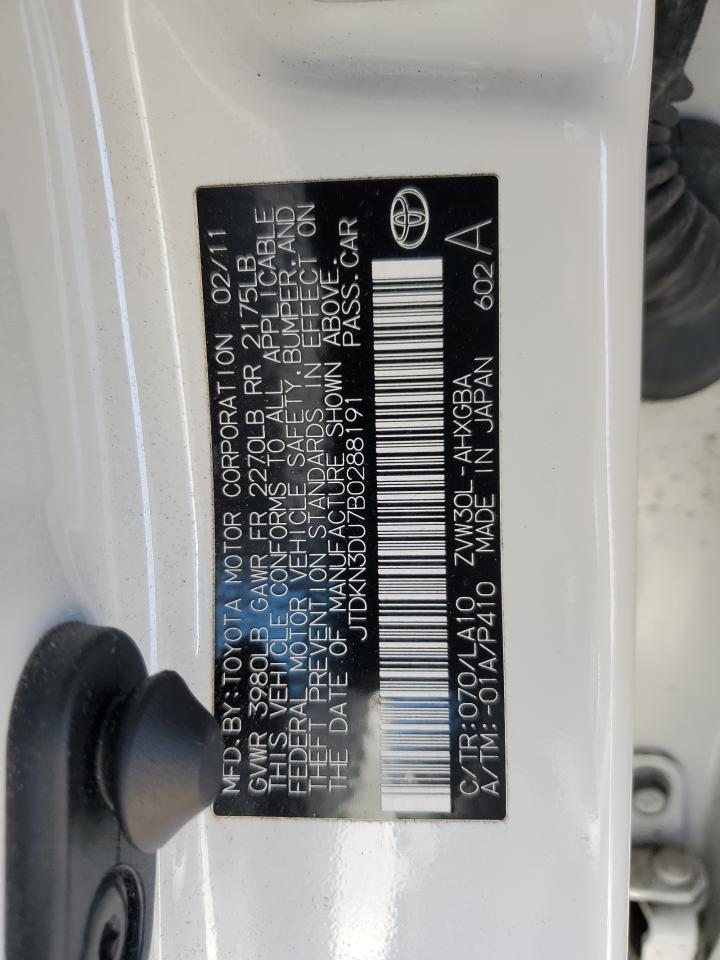 MFD.BY:TOYOTA MOTOR CORPORATION 02/11
GVWR 3980LB GAWR FR 2270LB RR 2175LB
THIS VEHICLE CONFORMS TO ALL APPLICABLE
FEDERAL MOTOR VEHICLE SAFETY, BUMPER, AND
THEFT PREVENTION STANDARDS IN EFFECT ON
THE DATE OF MANUFACTURE SHOWN ABOVE.
JTDKN3DU7B0288191 PASS.CAR
C/TR:070/LA10 ZVW30L-AHXGBA
A/TM:-01A/P410 MADE IN JAPAN 602 A